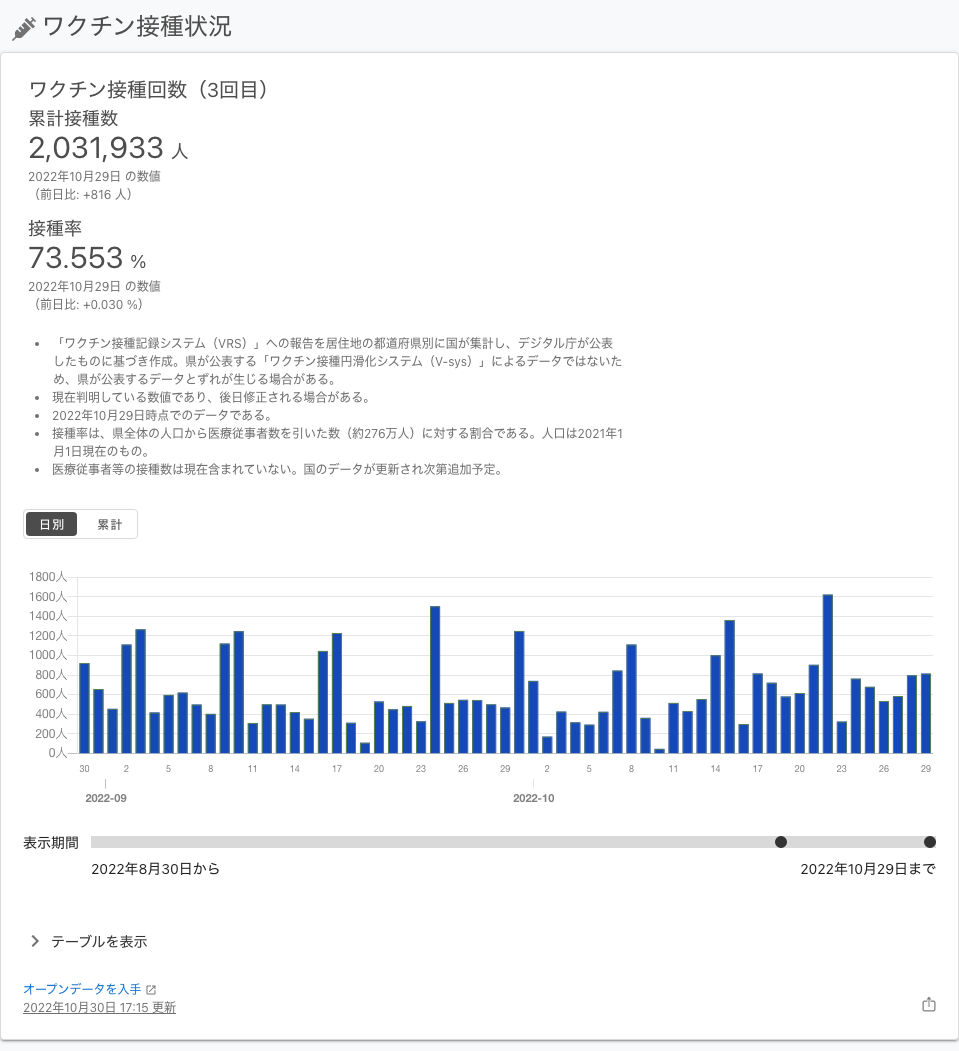 ワクチン接種状況
ワクチン接種回数（3回目）
累計接種数
2,031,933 人
2022年10月29日 の数値
（前日比: +816 人）
接種率
73.553 %
2022年10月29日 の数値
（前日比: +0.030 %）
• 「ワクチン接種記録システム（VRS）」への報告を居住地の都道府県別に国が集計し、デジタル庁が公表
したものに基づき作成。県が公表する「ワクチン接種円滑化システム（V-sys）」によるデータではないた
め、県が公表するデータとずれが生じる場合がある。
• 現在判明している数値であり、後日修正される場合がある。
• 2022年10月29日時点でのデータである。
• 接種率は、県全体の人口から医療従事者数を引いた数（約276万人）に対する割合である。人口は2021年1
月1日現在のもの。
• 医療従事者等の接種数は現在含まれていない。国のデータが更新され次第追加予定。
日別 累計
1800人
1600人
1400人
1200人
1000人
800人
600人
400人
200人
0人
30 2 5 8 11 14 17 20 23 26 29 2 5 8 11 14 17 20 23 26 29
2022-09 2022-10
表示期間
2022年8月30日から 2022年10月29日まで
テーブルを表示
オープンデータを入手
2022年10月30日 17:15 更新